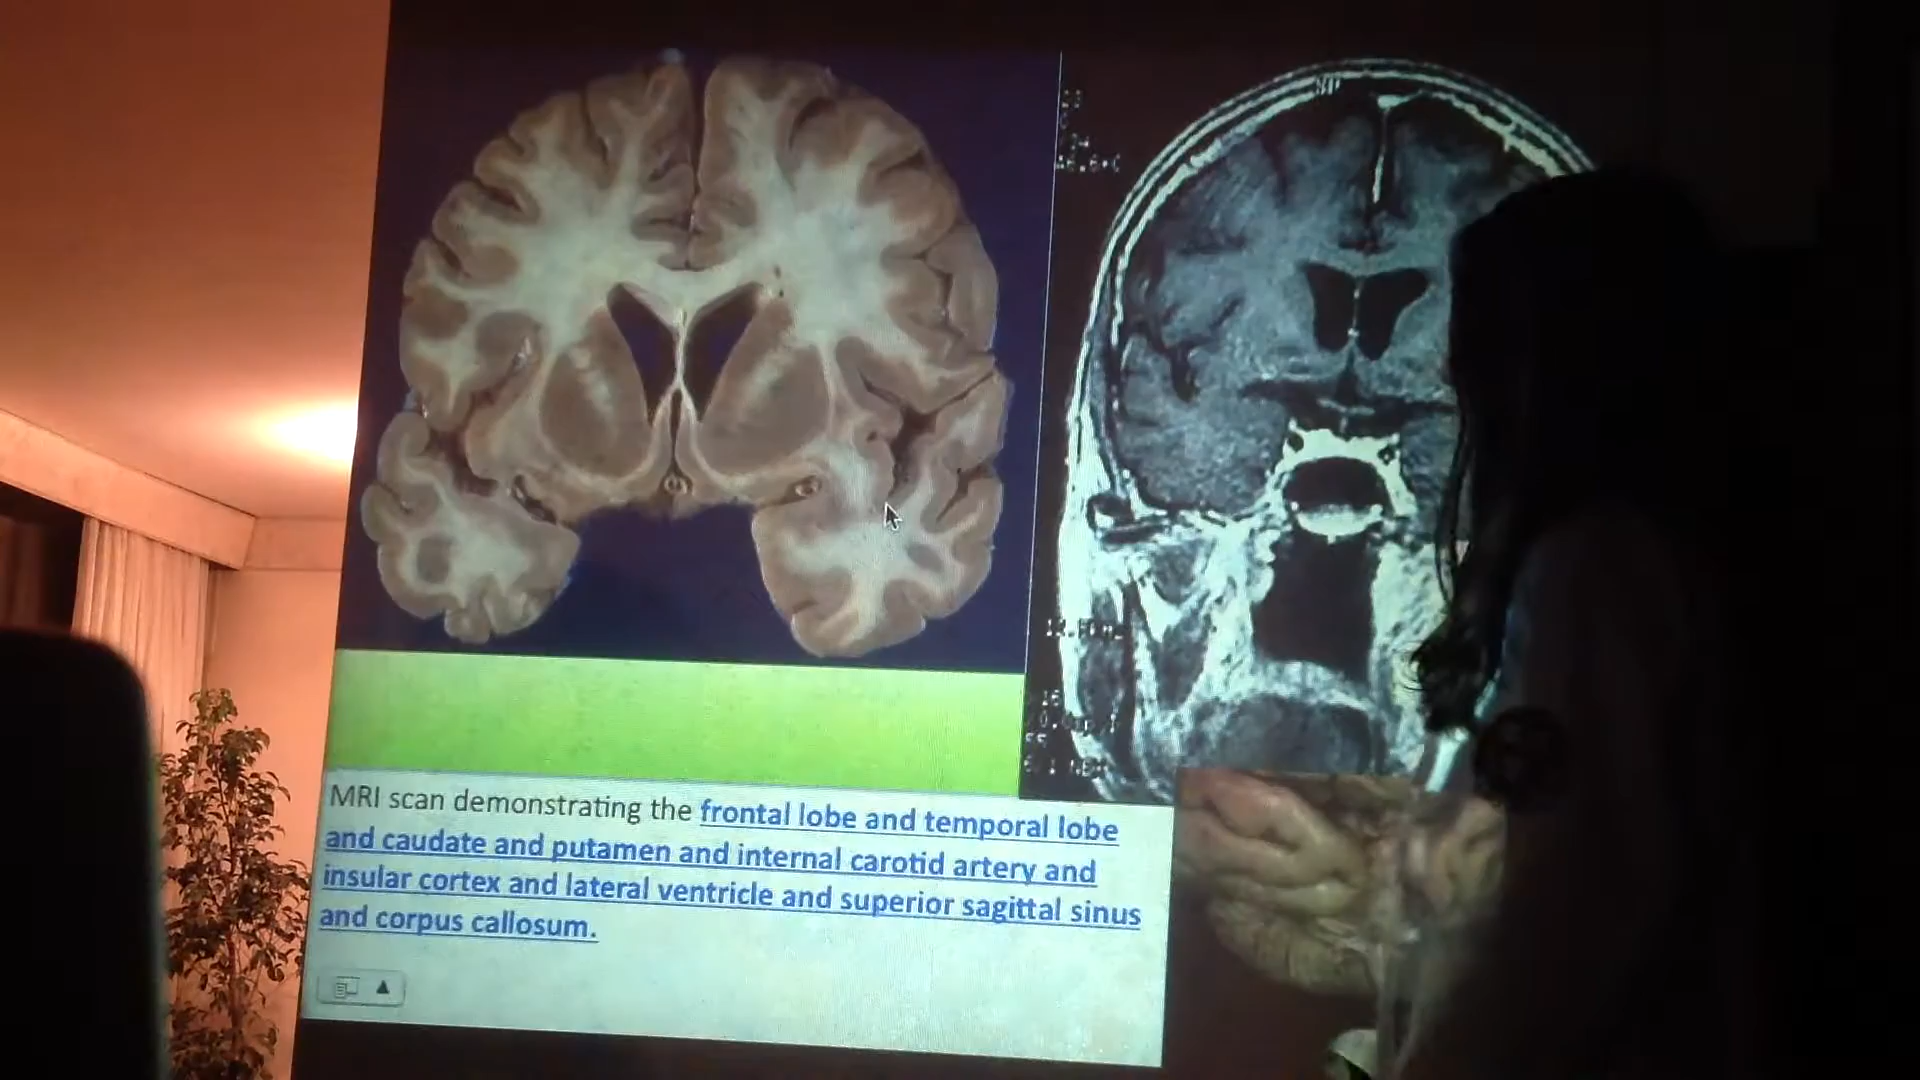 SP
MRI scan demonstrating the frontal lobe and temporal lobe
and caudate and putamen and internal carotid artery and
insular cortex and lateral ventricle and superior sagittal sinus
and corpus callosum.